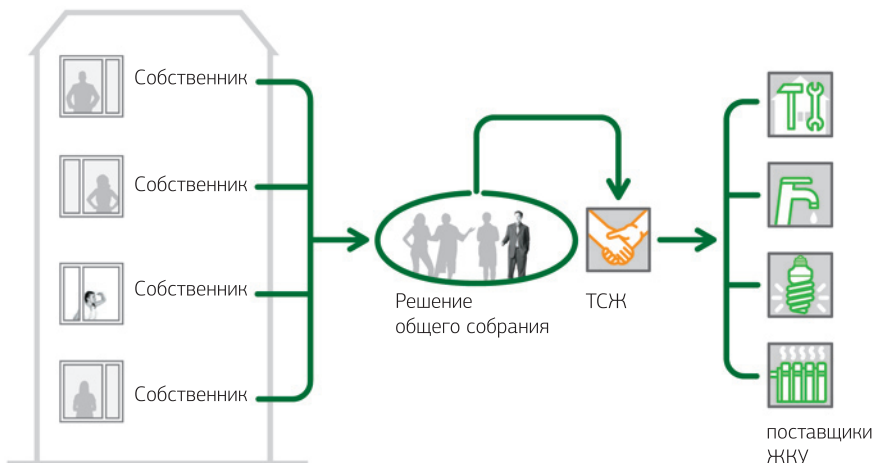 Собственник
Собственник
Собственник
Собственник
Решение
общего собрания
ТСЖ
поставщики
ЖКУ